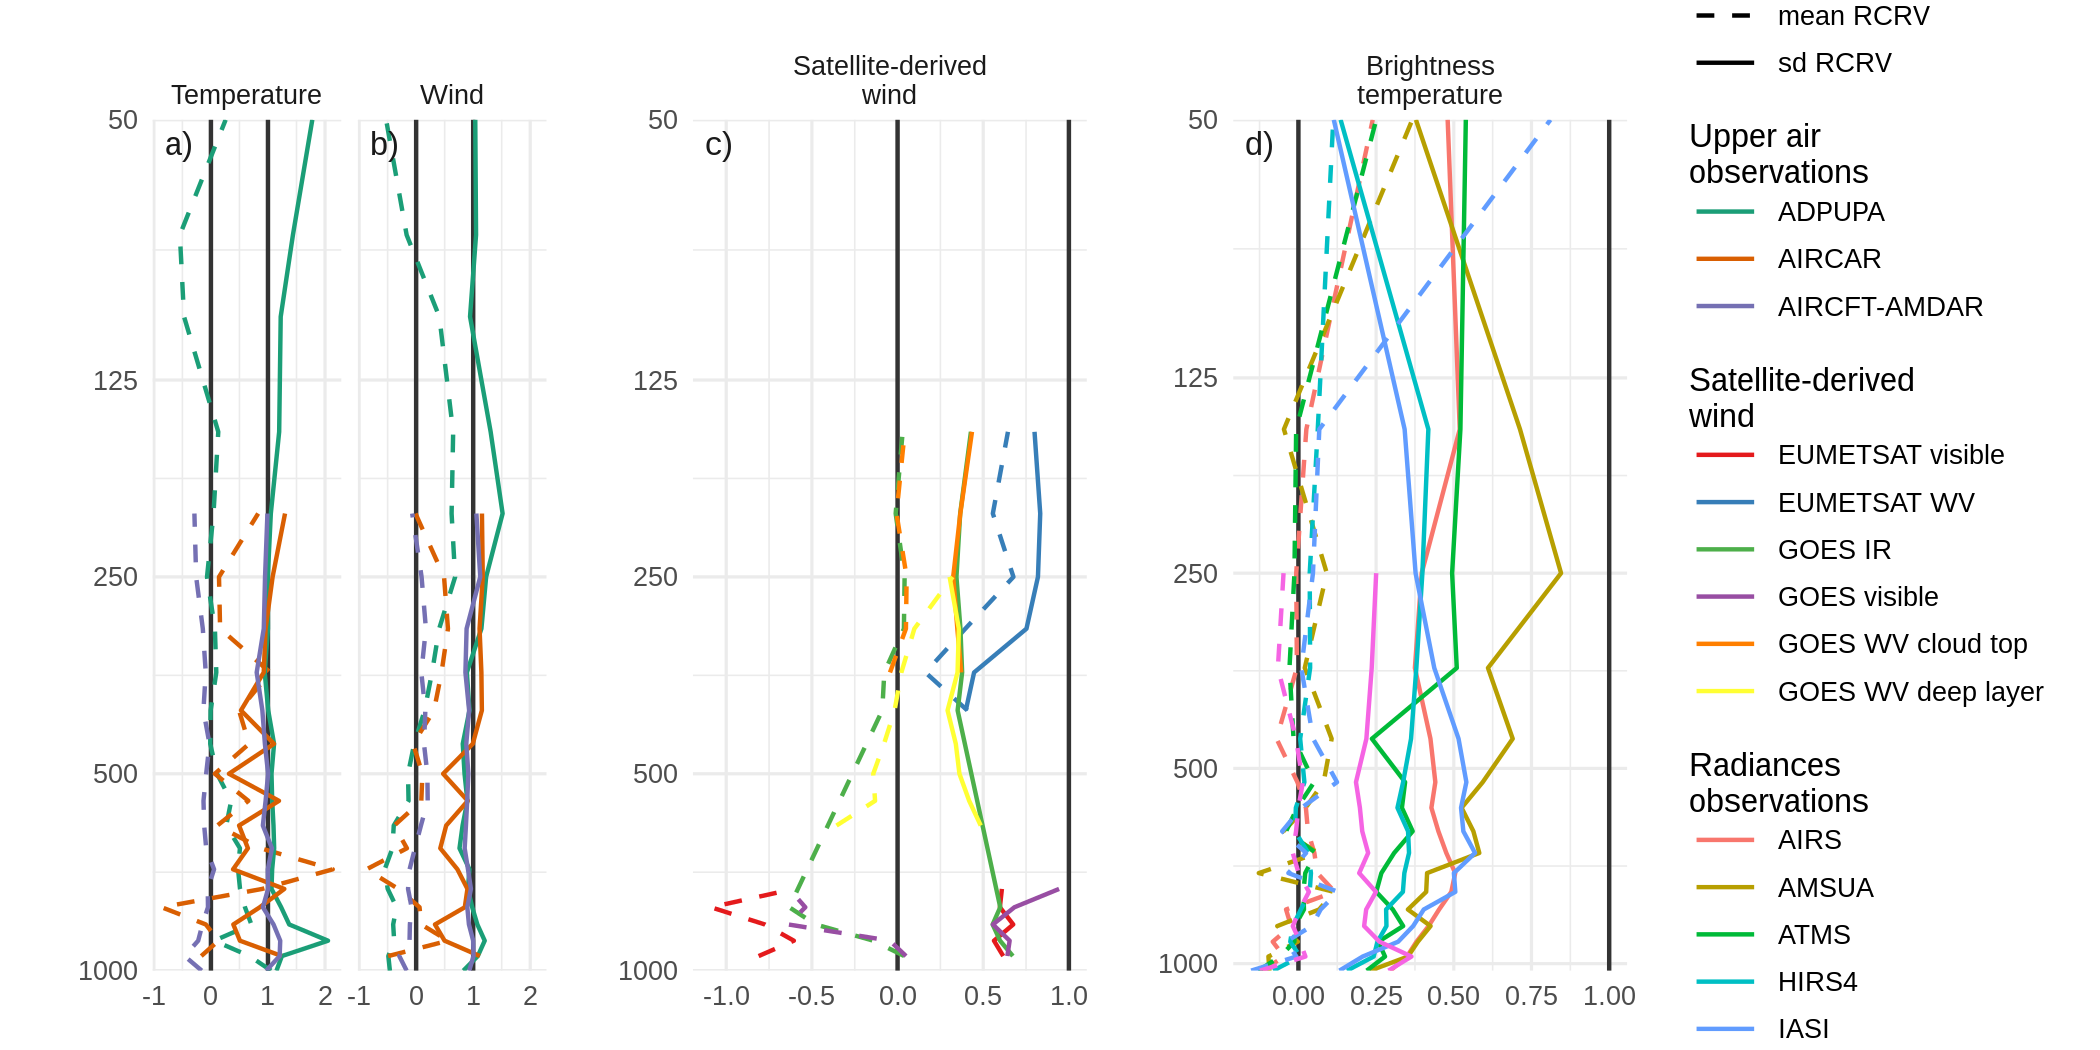 mean RCRV
sd RCRV
Temperature
Wind
Satellite-derived
wind
Brightness
temperature
a)
b)
c)
d)
50
125
250
500
1000
-1 0 1 2
-1 0 1 2
50
125
250
500
1000
-1.0 -0.5 0.0 0.5 1.0
50
125
250
500
1000
0.00 0.25 0.50 0.75 1.00
Upper air
observations
ADPUPA
AIRCAR
AIRCFT-AMDAR
Satellite-derived
wind
EUMETSAT visible
EUMETSAT WV
GOES IR
GOES visible
GOES WV cloud top
GOES WV deep layer
Radiances
observations
AIRS
AMSUA
ATMS
HIRS4
IASI